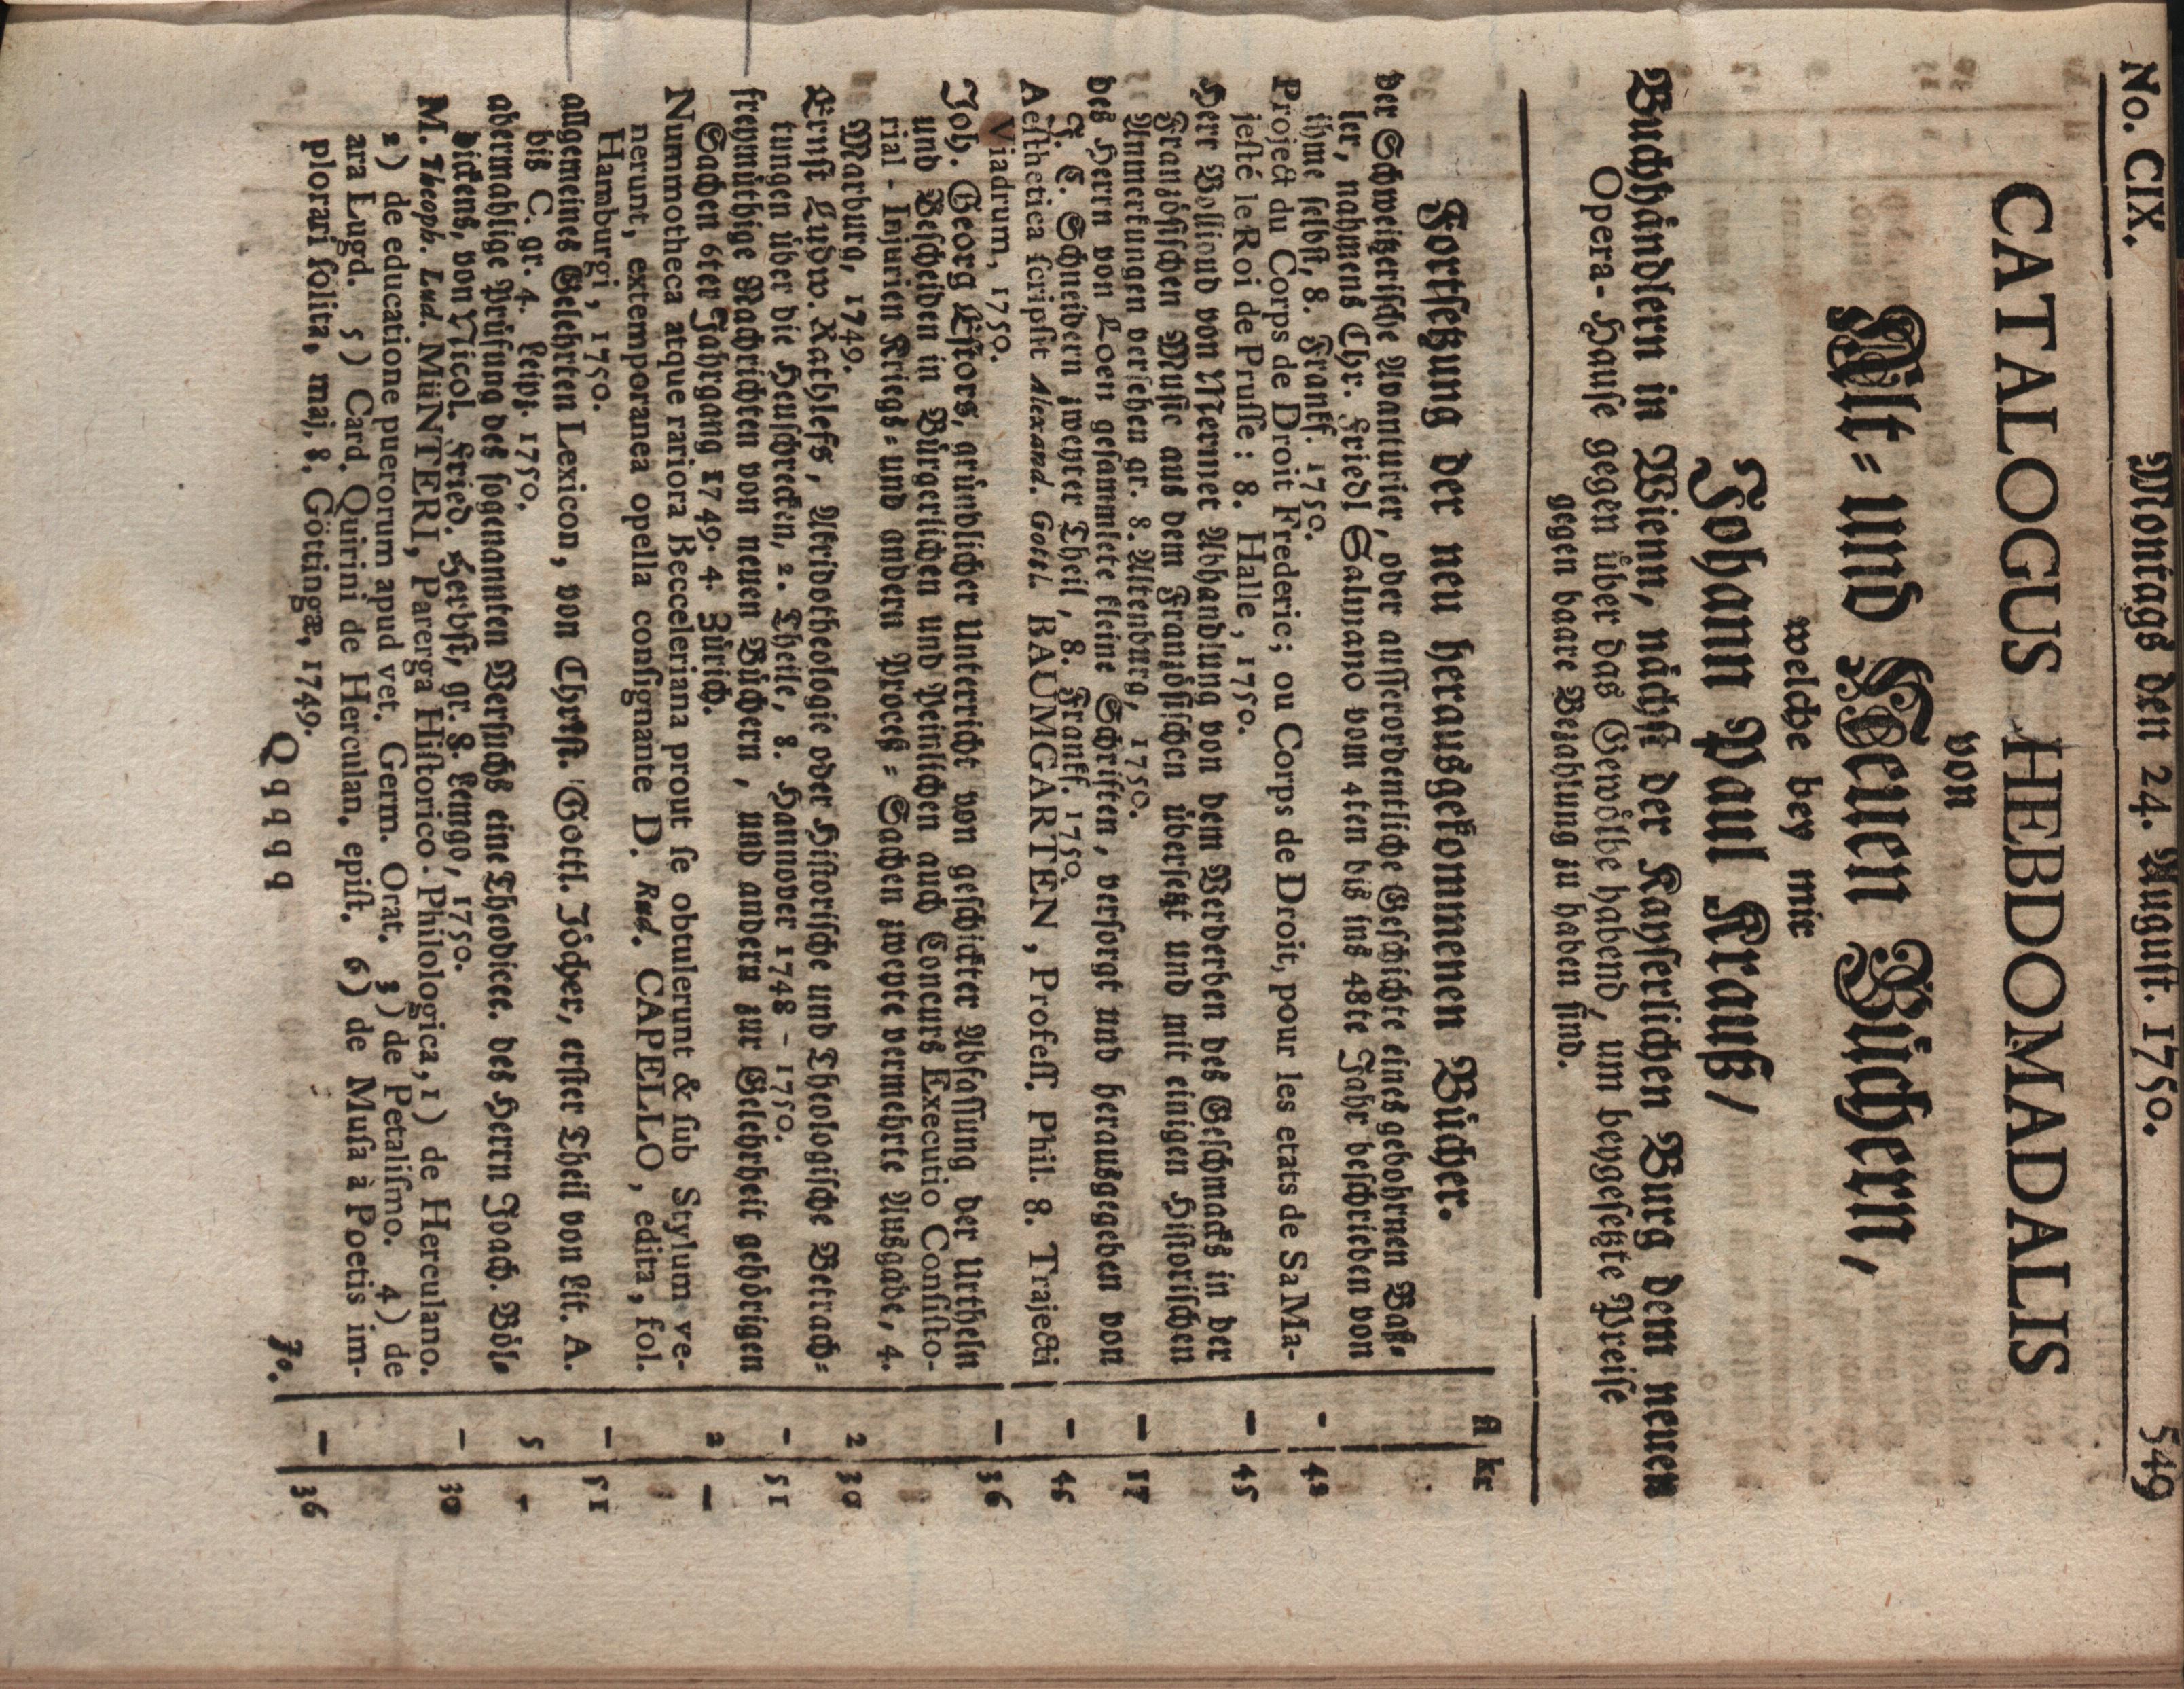 No. CIX. Montags den 24. August. 1750. 549
CATALOGUS HEBDOMADALIS
von
Alt- und Neuen Büchern,
welche bey mir
Johann Paul Krauß/
Buchhändlern in Wienn, nächst der Kayserlichen Burg dem neuen
Opera-Hause gegen über das Gewölbe habend, um beygesetzte Preise
gegen baare Bezahlung zu haben sind.
Fortsetzung der neu herausgekommenen Bücher. fl kr
der Schweitzerische Avanturier, oder ausserordentliche Geschichte eines gebohrnen Baß-
ler, nahmens Chr. Friedl Salmano vom 4ten biß ins 48te Jahr beschrieben von
ihme selbst, 8. Franckf. 1750. - 42
Project du Corps de Droit Frederic; ou Corps de Droit, pour les etats de Sa Ma-
jesté le Roi de Prusse: 8. Halle, 1750. - 45
Herr Bollioud von Mermet Abhandlung von dem Verderben des Geschmacks in der
Französischen Music aus dem Französischen übersetzt und mit einigen Historischen
Anmerkungen versehen gr. 8. Altenburg, 1750. - 17
des Herrn von Loen gesammlete kleine Schriften, versorgt und herausgegeben von
J. C. Schneidern zweyter Theil, 8. Franckf. 1750. - 45
Aesthetica scripsit Alexand. Gottl. BAUMGARTEN, Profess. Phil. 8. Trajecti
Viadrum, 1750. - 36
Joh. Georg Estors, gründlicher Unterricht von geschickter Abfassung der Urtheln
und Bescheiden in Bürgerlichen und Peinlichen auch Concurs Executio Consisto-
rial-Injurien Kriegs- und andern Proceß-Sachen zweyte vermehrte Ausgabe, 4.
Marburg, 1749. 2 30
Ernst Ludw. Rathlefs, Akridotheologie oder Historische und Theologische Betrach-
tungen über die Heuschrecken, 2. Theile, 8. Hannover 1748-1750. - 51
freymüthige Nachrichten von neuen Büchern, und andern zur Gelehrheit gehörigen
Sachen 6ter Jahrgang 1749. 4. Zürich. 2 -
Nummotheca atque rariora Becceleriana prout se obtulerunt & sub Stylum ve-
nerunt, extemporanea opella consignante D. Rud. CAPELLO, edita, fol.
Hamburgi, 1750. - 51
allgemeines Gelehrten Lexicon, von Christ. Gottl. Jöcher, erster Theil von Lit. A.
biß C. gr. 4. Leipz. 1750. 5 -
abermahlige Prüfung des sogenannten Versuchs eine Theodicee. des Herrn Joach. Böl-
dickens, von Nicol. Fried. Herbst, gr. 8. Lemgo, 1750. - 30
M. Theoph. Lud. MüNTERI, Parerga Historico-Philologica, 1) de Herculano.
2) de educatione puerorum apud vet. Germ. Orat. 3) de Petalismo. 4) de
ara Lugd. 5) Card. Quirini de Herculan. epist. 6) de Musa à Poetis im-
plorari solita, maj. 8. Göttingæ, 1749. - 36
Qqqqq Jo.